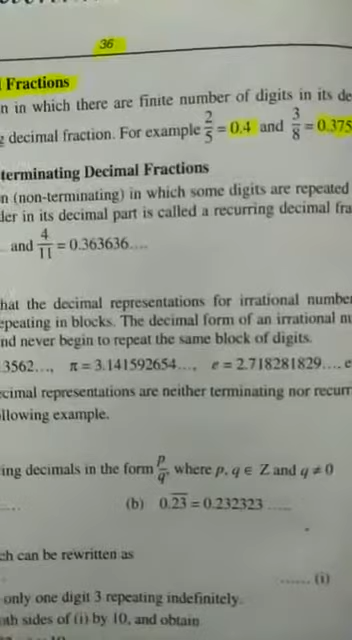 36
Fractions
n in which there are finite number of digits in its de
g decimal fraction. For example 2/5 = 0.4 and 3/8 = 0.375
terminating Decimal Fractions
n (non-terminating) in which some digits are repeated
der in its decimal part is called a recurring decimal fra
and 4/11 = 0.363636....
hat the decimal representations for irrational number
epeating in blocks. The decimal form of an irrational
nd never begin to repeat the same block of digits.
3562..., π = 3.141592654..., e = 2.718281829....
ecimal representations are neither terminating nor recurr
llowing example.
ing decimals in the form p/q, where p, q ∈ Z and q ≠ 0
(b) 0.2̅3̅ = 0.232323 .....
ch can be rewritten as
...... (i)
only one digit 3 repeating indefinitely.
oth sides of (i) by 10, and obtain